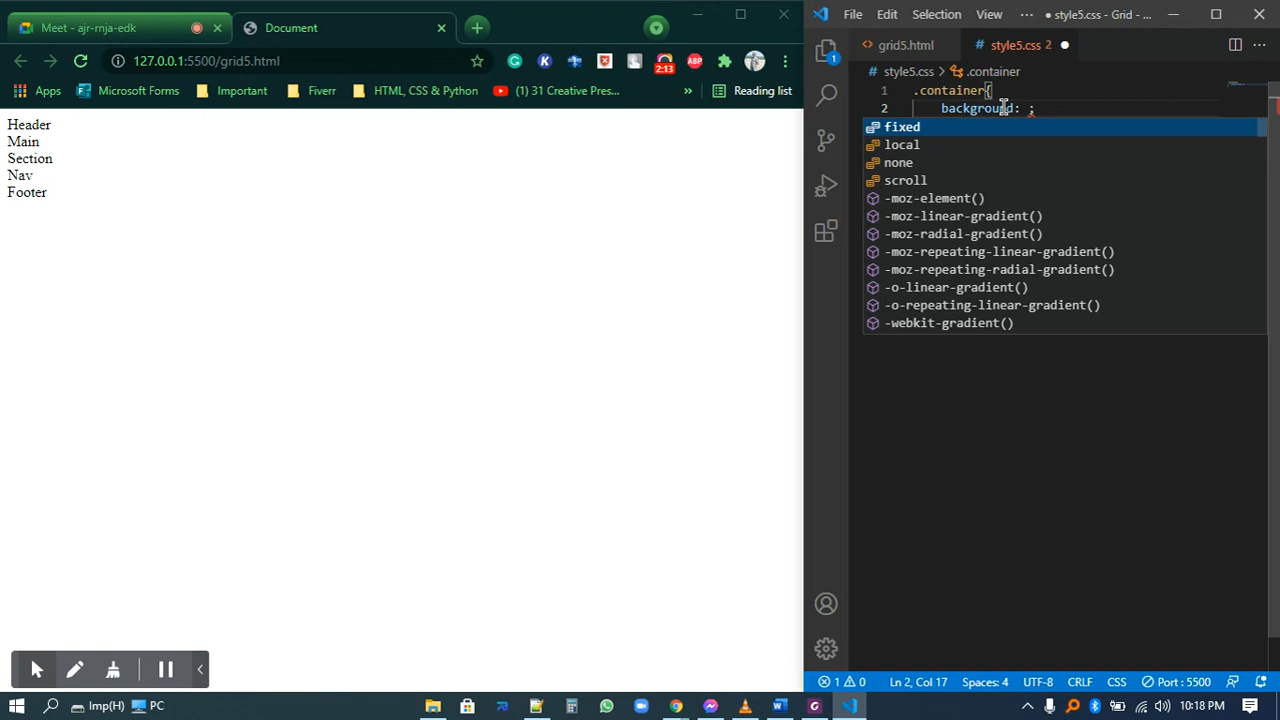 Meet - ajr-rnja-edk
Document
File Edit Selection View ··· ● style5.css - Grid - ...
127.0.0.1:5500/grid5.html
2:13
ABP
Apps Microsoft Forms Important Fiverr HTML, CSS & Python (1) 31 Creative Pres... » Reading list
grid5.html # style5.css 2 ●
# style5.css > .container
1 .container{
2 background: ;
Header
Main
Section
Nav
Footer
fixed
local
none
scroll
-moz-element()
-moz-linear-gradient()
-moz-radial-gradient()
-moz-repeating-linear-gradient()
-moz-repeating-radial-gradient()
-o-linear-gradient()
-o-repeating-linear-gradient()
-webkit-gradient()
1
1 0 Ln 2, Col 17 Spaces: 4 UTF-8 CRLF CSS Port : 5500
Imp(H) PC
10:18 PM